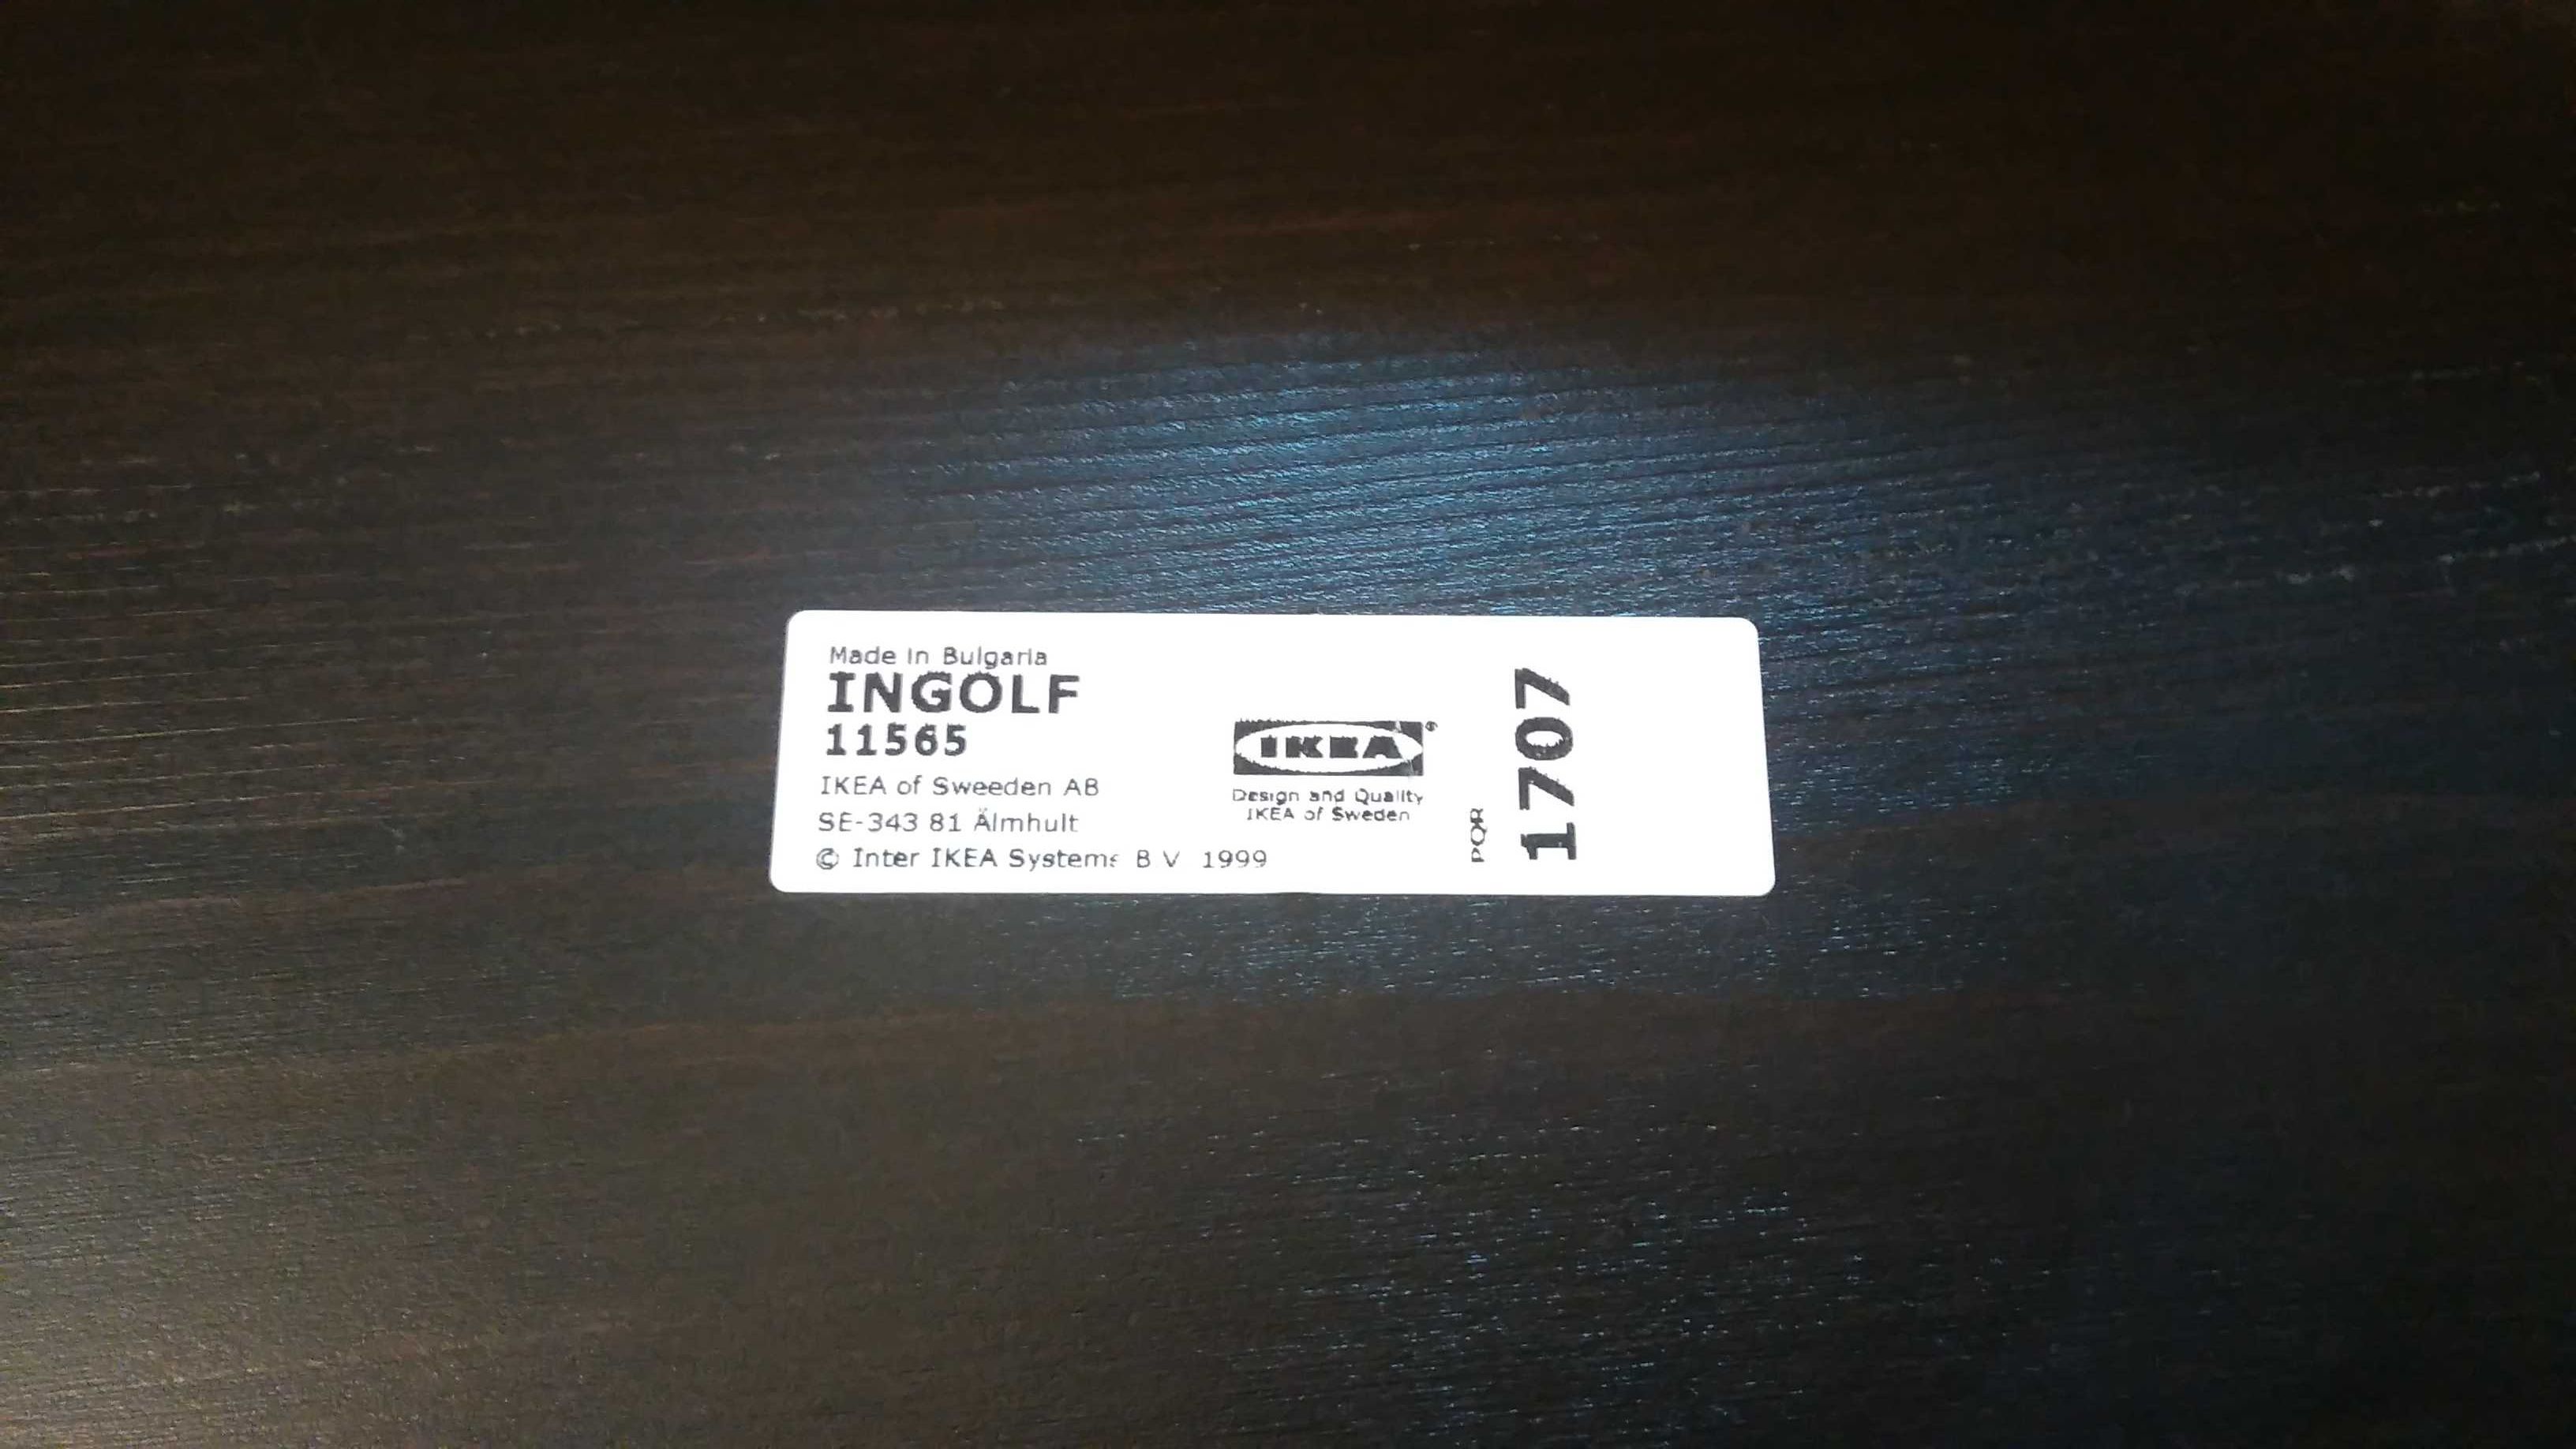 Made in Bulgaria
INGOLF
11565
IKEA of Sweeden AB
SE-343 81 Älmhult
© Inter IKEA Systems B V 1999
IKEA®
Design and Quality
IKEA of Sweden
PQR
1707